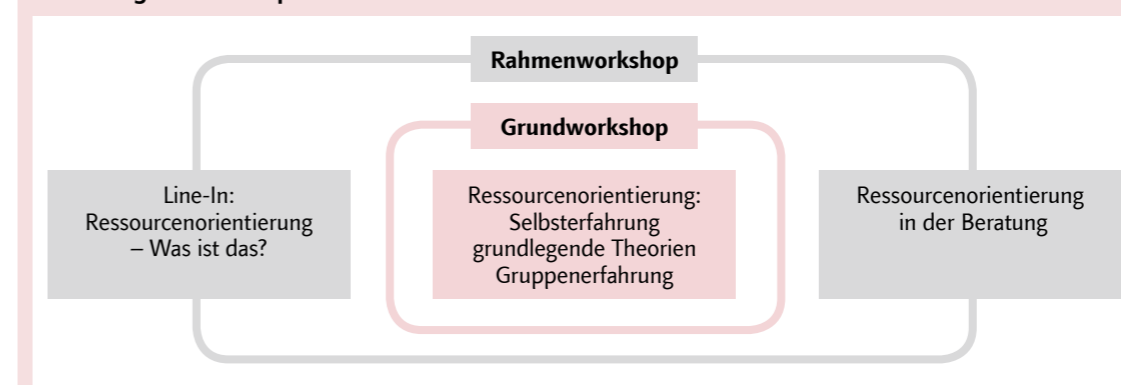 Rahmenworkshop
Grundworkshop
Line-In:
Ressourcenorientierung
– Was ist das?
Ressourcenorientierung:
Selbsterfahrung
grundlegende Theorien
Gruppenerfahrung
Ressourcenorientierung
in der Beratung